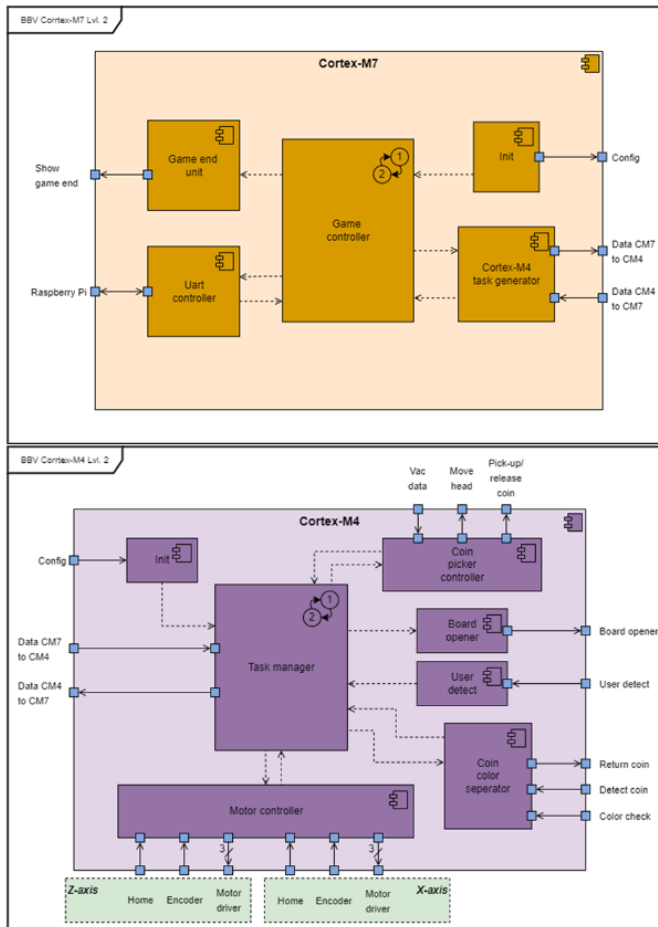 BBV Corrtex-M7 Lvl. 2
Cortex-M7
Game end
unit
Show
game end
Game
controller
1
2
Init
Config
Uart
controller
Raspberry Pi
Cortex-M4
task generator
Data CM7
to CM4
Data CM4
to CM7
BBV Cortex-M4 Lvl. 2
Vac
data
Move
head
Pick-up/
release
coin
Cortex-M4
Config
Init
Coin
picker
controller
1
2
Task manager
Data CM7
to CM4
Data CM4
to CM7
Board
opener
Board opener
User
detect
User detect
Coin
color
seperator
Return coin
Detect coin
Color check
Motor controller
3
3
Z-axis
Home
Encoder
Motor
driver
Home
Encoder
Motor
driver
X-axis